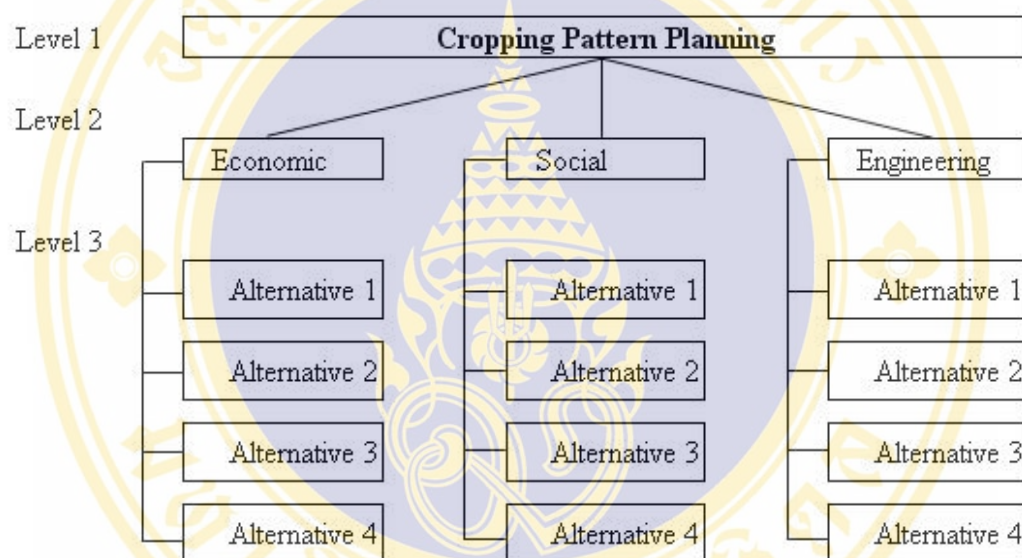 Level 1
Cropping Pattern Planning
Level 2
Economic Social Engineering
Level 3
Alternative 1 Alternative 1 Alternative 1
Alternative 2 Alternative 2 Alternative 2
Alternative 3 Alternative 3 Alternative 3
Alternative 4 Alternative 4 Alternative 4